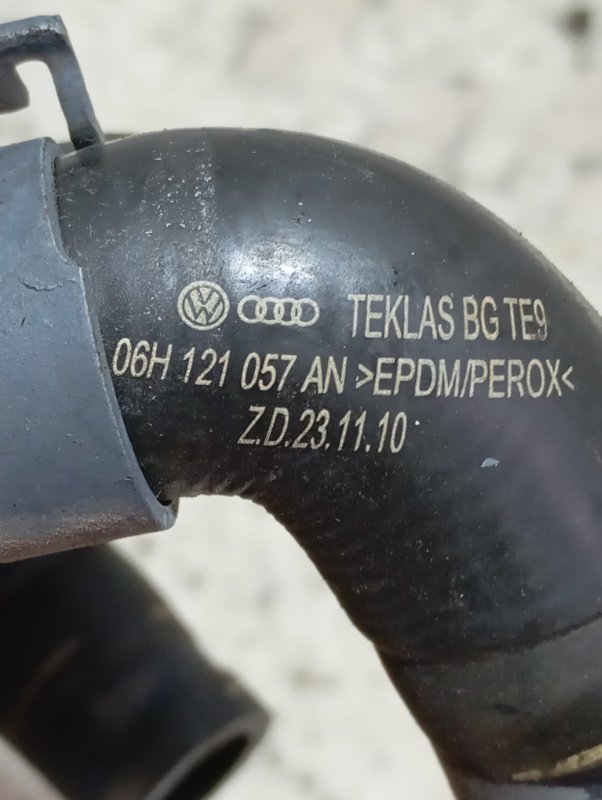 TEKLAS BG TE9
06H 121 057 AN >EPDM/PEROX<
Z.D.23.11.10